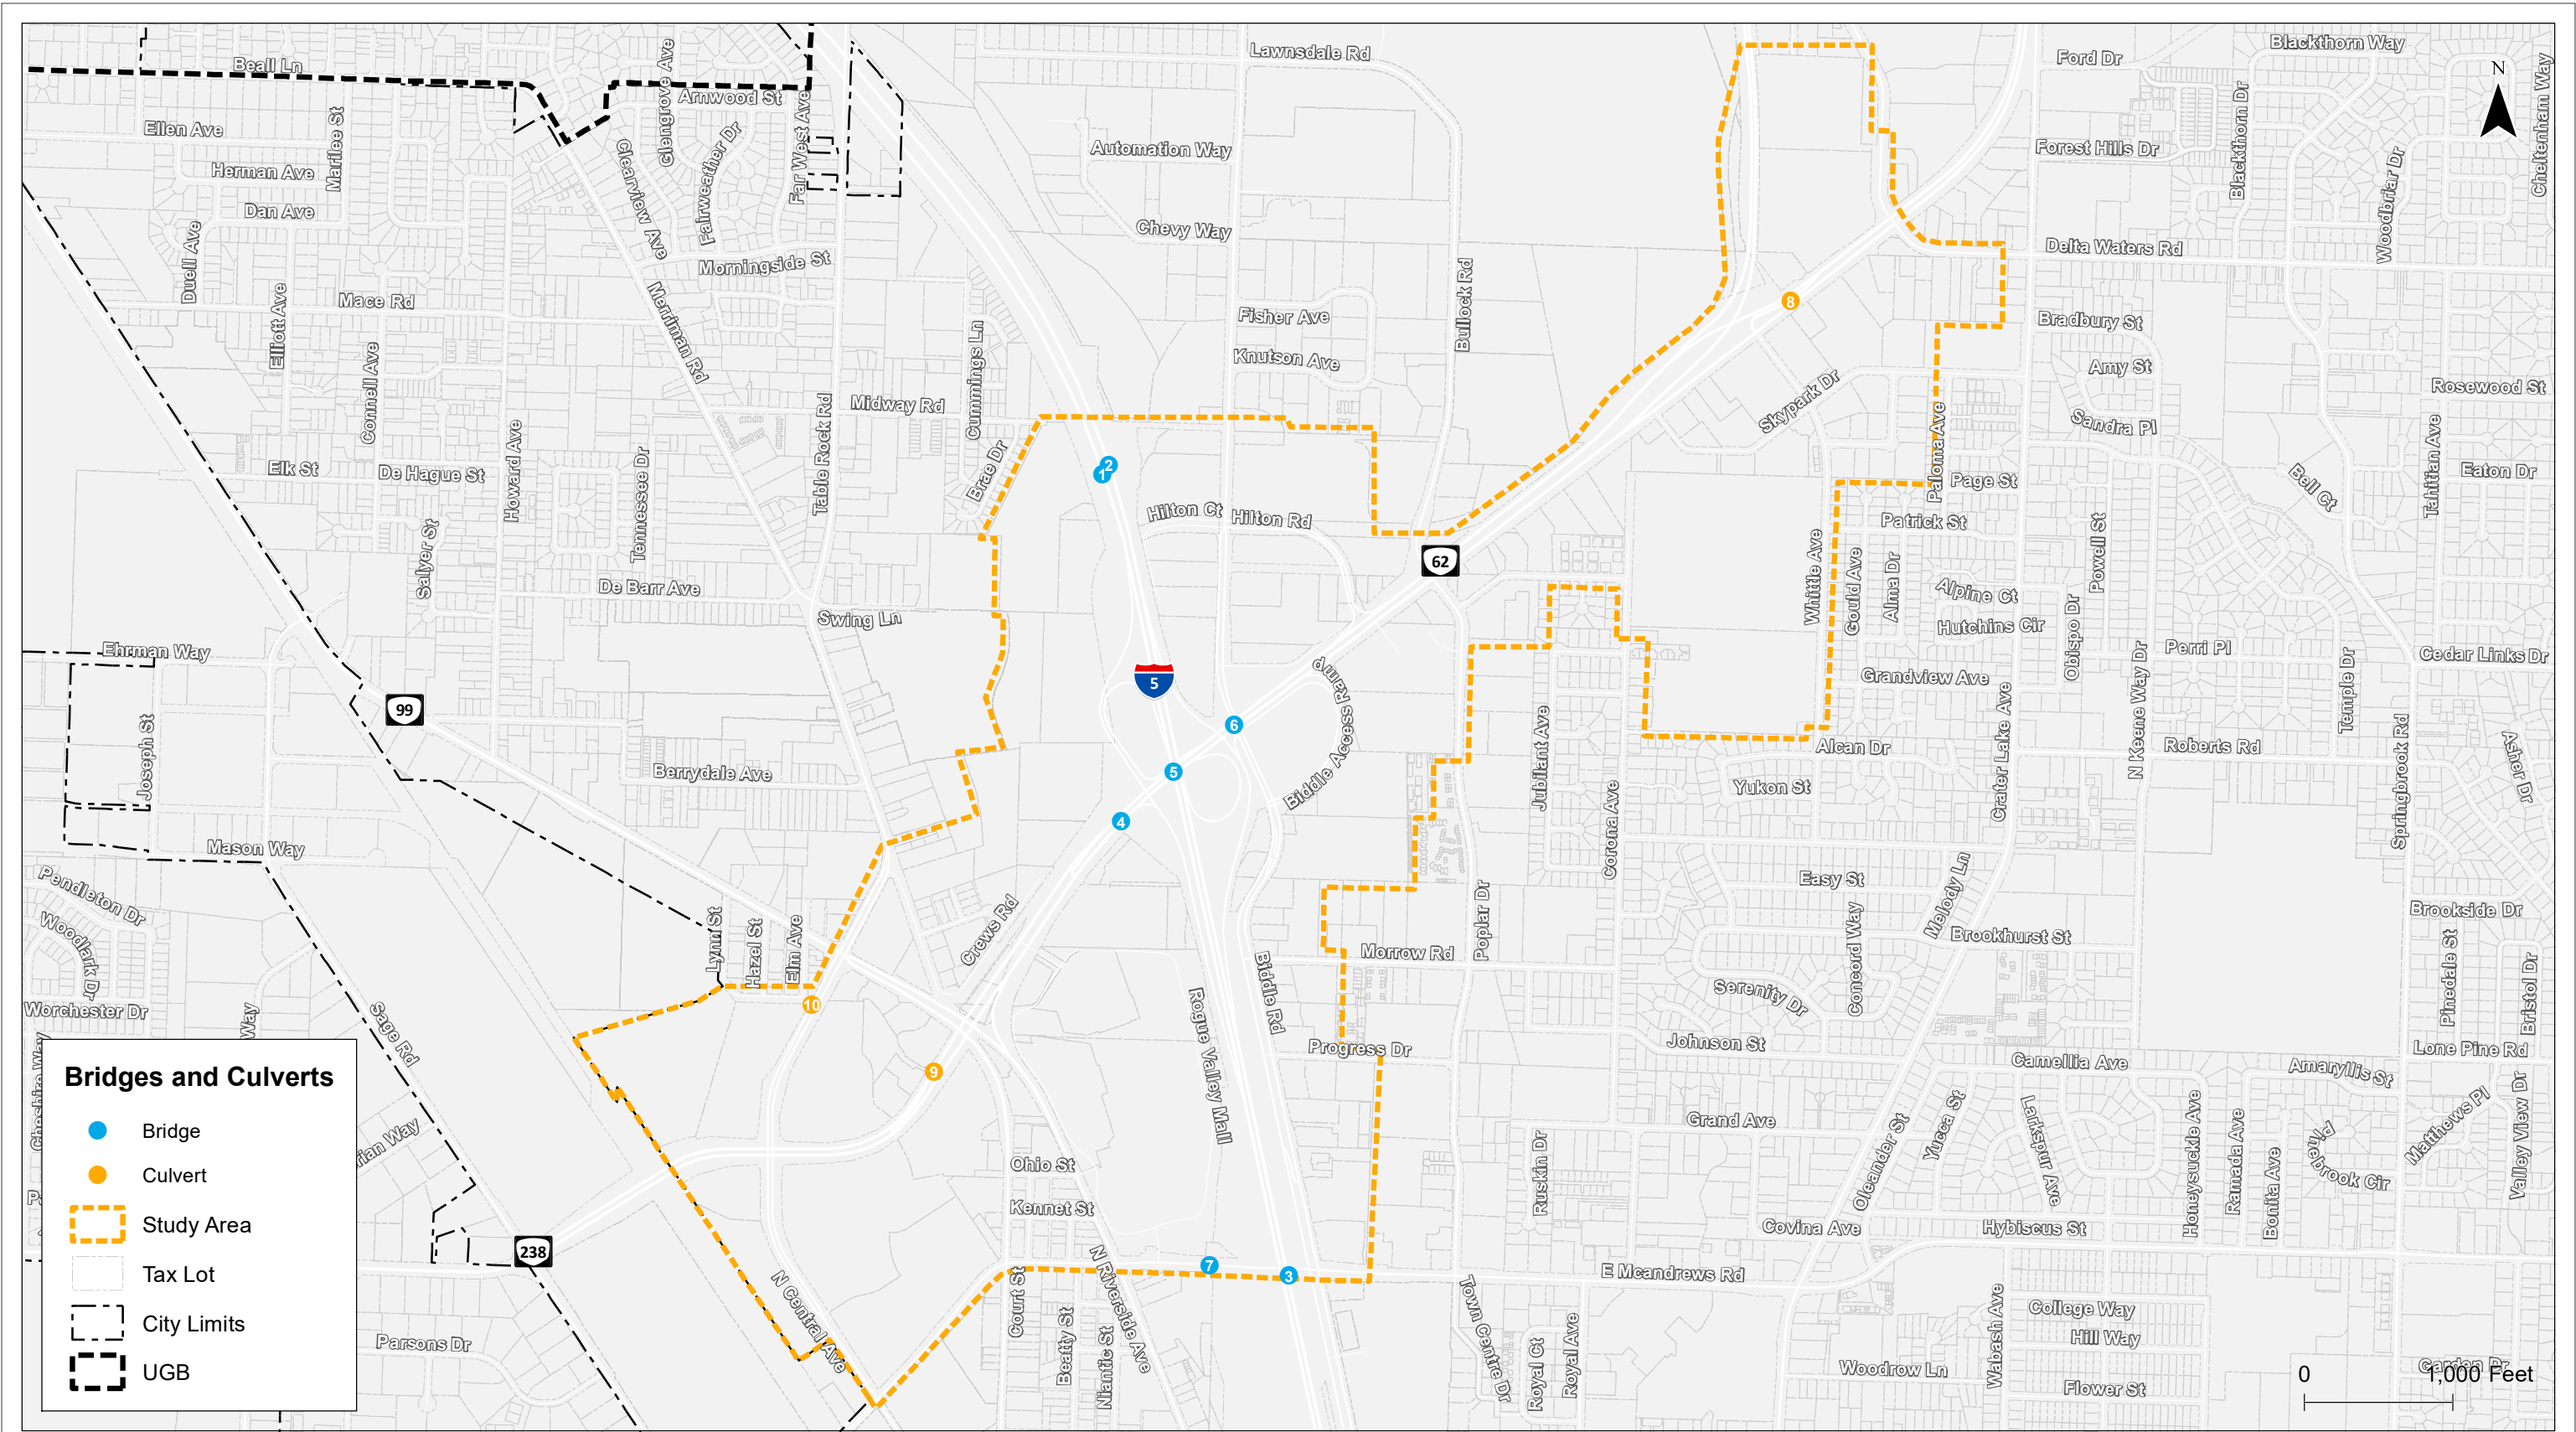 Lawnsdale Rd
Ford Dr
Blackthorn Way
Beall Ln
Glengrove Ave
Arnwood St
N
Cheltenham Way
Ellen Ave
Marilee St
Clearview Ave
Fairweather Dr
Far West Ave
Automation Way
Forest Hills Dr
Blackthorn Dr
Woodbriar Dr
Herman Ave
Dan Ave
Duell Ave
Morningside St
Chevy Way
Delta Waters Rd
Mace Rd
Elliott Ave
Connell Ave
Merriman Rd
Cummings Ln
Fisher Ave
Knutson Ave
Bullock Rd
8
Bradbury St
Amy St
Rosewood St
Midway Rd
Table Rock Rd
Skypark Dr
Paloma Ave
Sandra Pl
Tahitian Ave
Elk St
De Hague St
Howard Ave
Tennessee Dr
Brae Dr
2
1
Page St
Bell Ct
Eaton Dr
Hilton Ct
Hilton Rd
Patrick St
Powell St
Salyer St
De Barr Ave
Swing Ln
62
Whittle Ave
Gould Ave
Alma Dr
Alpine Ct
Hutchins Cir
Obispo Dr
Ehrman Way
Perri Pl
Cedar Links Dr
5
Biddle Access Ramp
Grandview Ave
Temple Dr
N Keene Way Dr
99
6
Joseph St
Jubilant Ave
Alcan Dr
Crater Lake Ave
Roberts Rd
Springbrook Rd
Asher Dr
Berrydale Ave
5
Yukon St
Corona Ave
4
Mason Way
Pendleton Dr
Woodlark Dr
Easy St
Melody Ln
Brookside Dr
Lynn St
Hazel St
Elm Ave
Crews Rd
Poplar Dr
Concord Way
Brookhurst St
Pinedale St
Bristol Dr
Morrow Rd
Biddle Rd
Worchester Dr
Way
Sage Rd
10
Rogue Valley Mall
Serenity Dr
Progress Dr
Johnson St
Camellia Ave
Amaryllis St
Lone Pine Rd
9
Cheshire Way
rian Way
Grand Ave
Oleander St
Yucca St
Larkspur Ave
Honeysuckle Ave
Ramada Ave
Bonita Ave
Pinebrook Cir
Matthews Pl
Valley View Dr
Ohio St
Kennet St
Ruskin Dr
Covina Ave
Hybiscus St
238
N Central Ave
Court St
N Riverside Ave
7
3
E Mcandrews Rd
Parsons Dr
Beatty St
Niantic St
Town Centre Dr
Royal Ct
Royal Ave
Woodrow Ln
Wabash Ave
College Way
Hill Way
Flower St
Garden Dr
Bridges and Culverts
Bridge
Culvert
Study Area
Tax Lot
City Limits
UGB
0
1,000 Feet